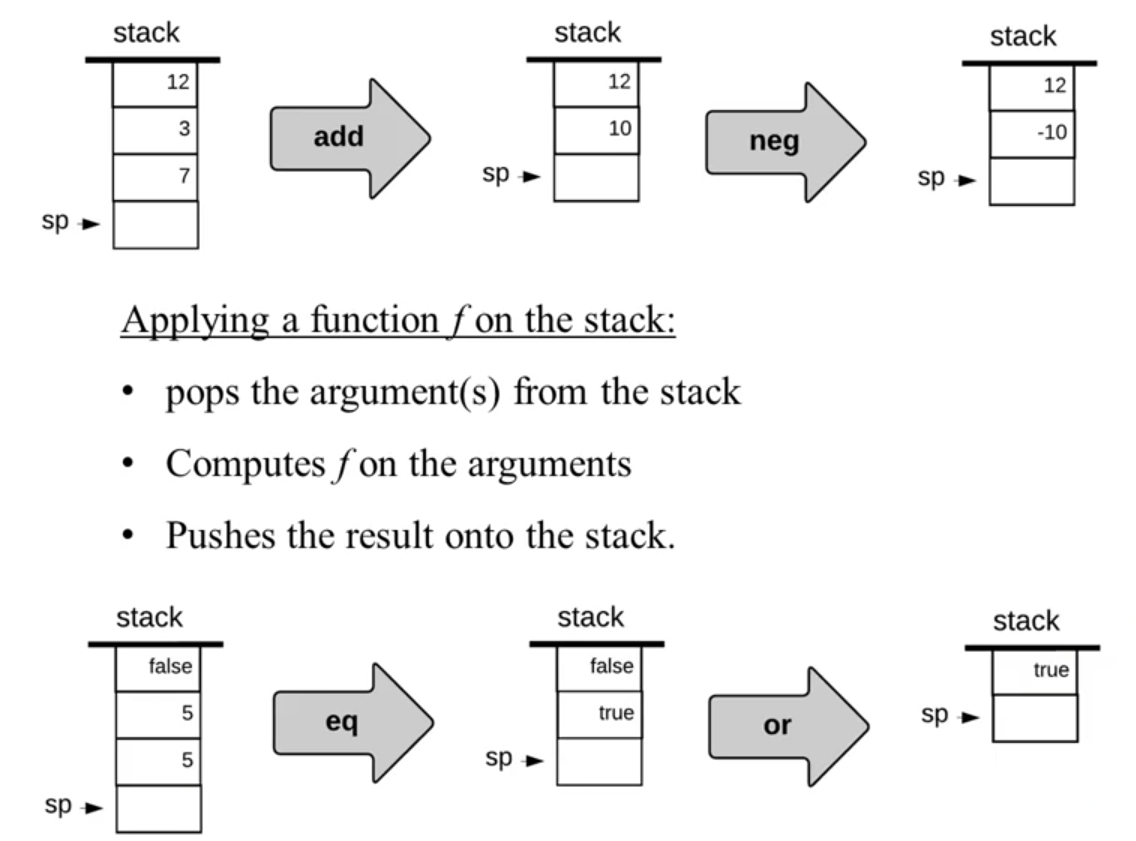 stack
stack
stack
12
3
7
sp
add
12
10
sp
neg
12
-10
sp
Applying a function f on the stack:
• pops the argument(s) from the stack
• Computes f on the arguments
• Pushes the result onto the stack.
stack
stack
stack
false
5
5
sp
eq
false
true
sp
or
true
sp